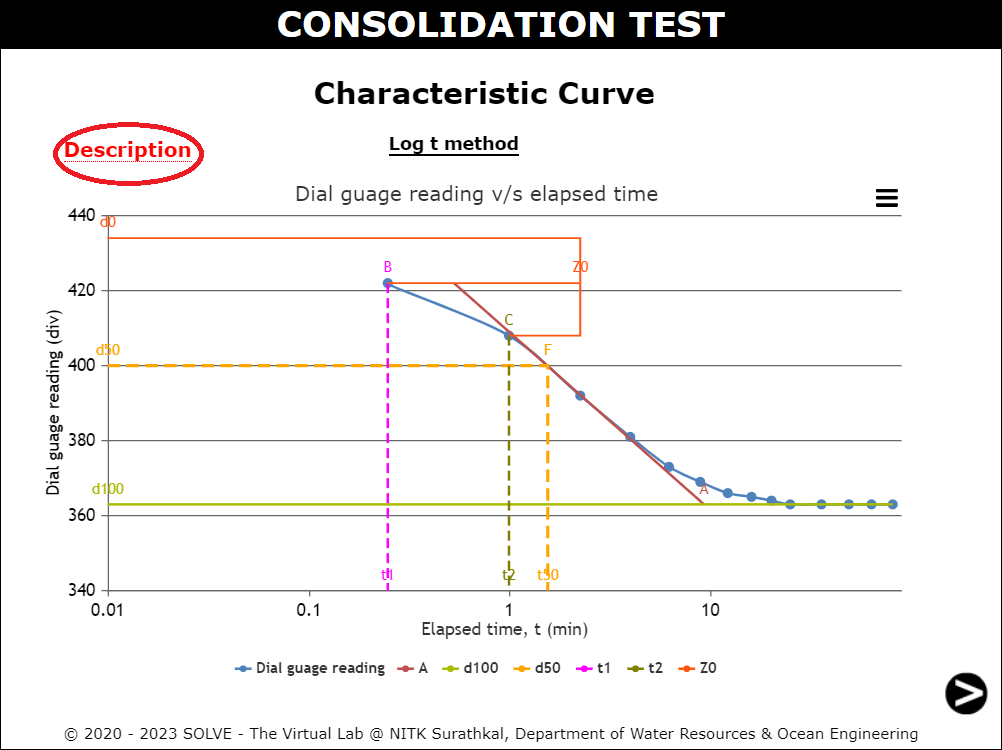 CONSOLIDATION TEST
Characteristic Curve
Log t method
Description
Dial guage reading v/s elapsed time
440
d0
B
Z0
420
C
F
d50
400
380
d100
A
360
t1
t2
t50
340
0.01
0.1
1
10
Dial guage reading (div)
Elapsed time, t (min)
Dial guage reading A d100 d50 t1 t2 Z0
© 2020 - 2023 SOLVE - The Virtual Lab @ NITK Surathkal, Department of Water Resources & Ocean Engineering